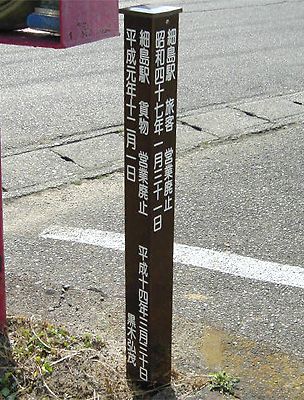 細島駅 旅客 営業廃止
昭和四十七年一月三十一日
細島駅 貨物 営業廃止
平成元年十二月一日
平成十四年三月三十日
黒木弘茂